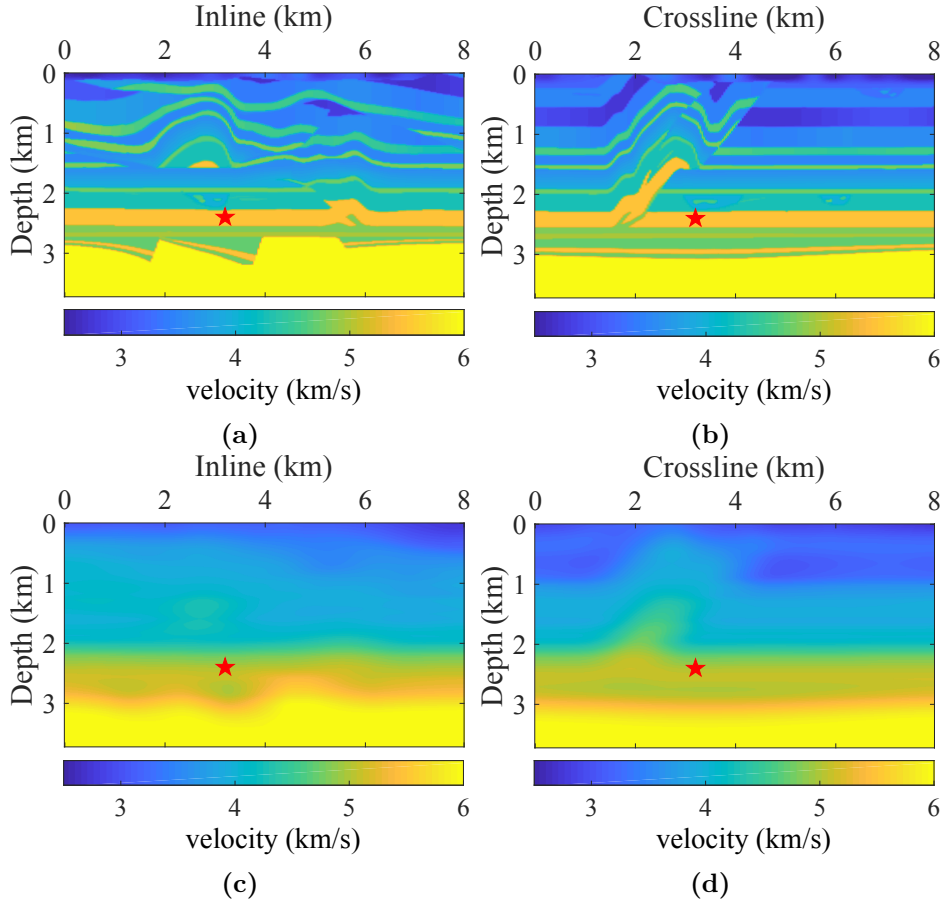 Inline (km)
0 2 4 6 8
0
1
2
3
Depth (km)
3 4 5 6
velocity (km/s)
(a)
Crossline (km)
0 2 4 6 8
0
1
2
3
Depth (km)
3 4 5 6
velocity (km/s)
(b)
Inline (km)
0 2 4 6 8
0
1
2
3
Depth (km)
3 4 5 6
velocity (km/s)
(c)
Crossline (km)
0 2 4 6 8
0
1
2
3
Depth (km)
3 4 5 6
velocity (km/s)
(d)